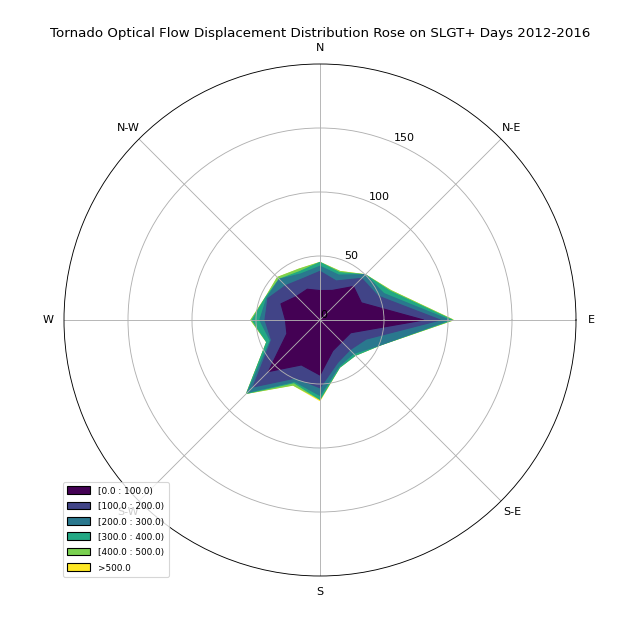 Tornado Optical Flow Displacement Distribution Rose on SLGT+ Days 2012-2016
N
N-W
N-E
150
100
50
0
W
E
[0.0 : 100.0)
[100.0 : 200.0)
[200.0 : 300.0)
[300.0 : 400.0)
[400.0 : 500.0)
>500.0
S-W
S-E
S